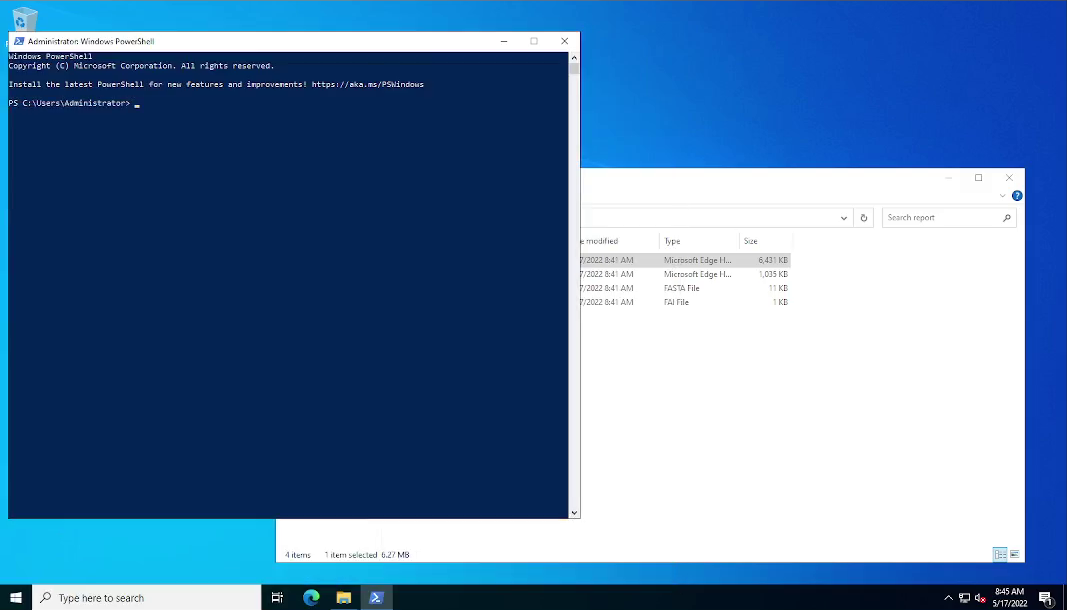 Administrator: Windows PowerShell
Windows PowerShell
Copyright (C) Microsoft Corporation. All rights reserved.
Install the latest PowerShell for new features and improvements! https://aka.ms/PSWindows
PS C:\Users\Administrator> _
Search report
e modified Type Size
7/2022 8:41 AM Microsoft Edge H... 6,431 KB
7/2022 8:41 AM Microsoft Edge H... 1,035 KB
7/2022 8:41 AM FASTA File 11 KB
7/2022 8:41 AM FAI File 1 KB
4 items 1 item selected 6.27 MB
Type here to search
8:45 AM
5/17/2022
1